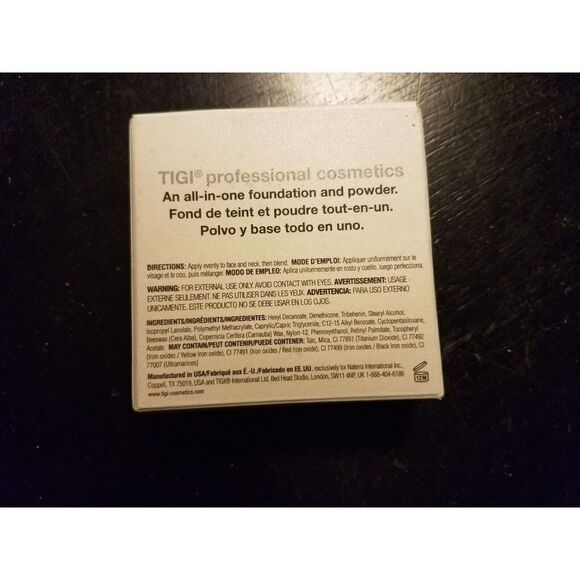 TIGI® professional cosmetics
An all-in-one foundation and powder.
Fond de teint et poudre tout-en-un.
Polvo y base todo en uno.
DIRECTIONS: Apply evenly to face and neck, then blend. MODE D'EMPLOI: Appliquer uniformément sur le
visage et le cou, puis mélanger. MODO DE EMPLEO: Aplica uniformemente en rostro y cuello, luego perfecciona.
WARNING: FOR EXTERNAL USE ONLY, AVOID CONTACT WITH EYES. AVERTISSEMENT: USAGE
EXTERNE SEULEMENT. NE PAS UTILISER DANS LES YEUX. ADVERTENCIA: PARA USO EXTERNO
UNICAMENTE. ESTE PRODUCTO NO SE DEBE USAR EN LOS OJOS.
INGREDIENTS/INGRÉDIENTS/INGREDIENTES: Hexyl Decanoate, Dimethicone, Tribehenin, Stearyl Alcohol,
Isopropyl Lanolate, Polymethyl Methacrylate, Caprylic/Capric Triglyceride, C12-15 Alkyl Benzoate, Cyclopentasiloxane,
Beeswax (Cera Alba), Copernicia Cerifera (Carnauba) Wax, Nylon-12, Phenoxyethanol, Retinyl Palmitate, Tocopheryl
Acetate. MAY CONTAIN/PEUT CONTENIR/PUEDE CONTENER: Talc, Mica, CI 77891 (Titanium Dioxide), CI 77492
(Iron oxides / Yellow Iron oxide), CI 77491 (Iron oxides / Red Iron oxide), CI 77499 (Iron oxides / Black Iron oxide), CI
77007 (Ultramarines)
Manufactured in USA/Fabriqué aux É.-U./Fabricado en EE.UU. exclusively for Naterra International Inc.,
Coppell, TX 75019, USA and TIGI® International Ltd, Bed Head Studio, London, SW11 4NP, UK 1-888-404-6186
www.tigi-cosmetics.com
12M